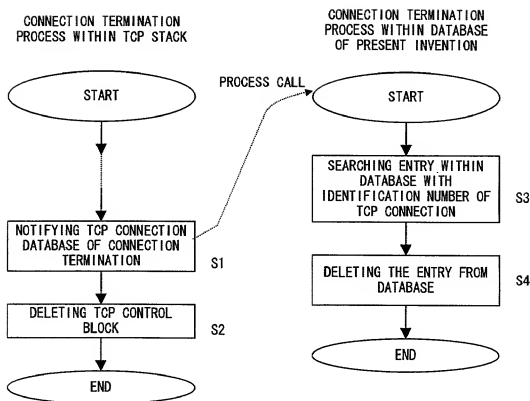 CONNECTION TERMINATION
PROCESS WITHIN TCP STACK
START
NOTIFYING TCP CONNECTION
DATABASE OF CONNECTION
TERMINATION
S1
DELETING TCP CONTROL
BLOCK
S2
END
PROCESS CALL
CONNECTION TERMINATION
PROCESS WITHIN DATABASE
OF PRESENT INVENTION
START
SEARCHING ENTRY WITHIN
DATABASE WITH
IDENTIFICATION NUMBER OF
TCP CONNECTION
S3
DELETING THE ENTRY FROM
DATABASE
S4
END